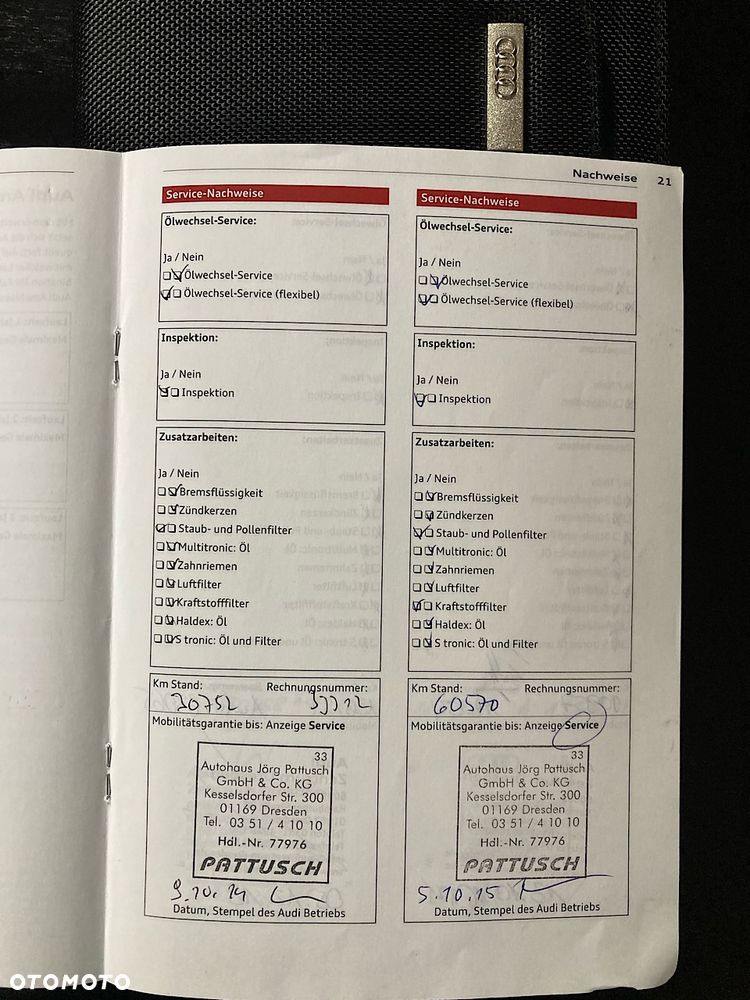 Nachweise 21
Service-Nachweise
Ölwechsel-Service:
Ja / Nein
Ölwechsel-Service
Ölwechsel-Service (flexibel)
Inspektion:
Ja / Nein
Inspektion
Zusatzarbeiten:
Ja / Nein
Bremsflüssigkeit
Zündkerzen
Staub- und Pollenfilter
Multitronic: Öl
Zahnriemen
Luftfilter
Kraftstofffilter
Haldex: Öl
S tronic: Öl und Filter
Km Stand: Rechnungsnummer:
30752
Mobilitätsgarantie bis: Anzeige Service
33
Autohaus Jörg Pattusch
GmbH & Co. KG
Kesselsdorfer Str. 300
01169 Dresden
Tel. 03 51 / 4 10 10
Hdl.-Nr. 77976
PATTUSCH
9.10.14
Datum, Stempel des Audi Betriebs
Service-Nachweise
Ölwechsel-Service:
Ja / Nein
Ölwechsel-Service
Ölwechsel-Service (flexibel)
Inspektion:
Ja / Nein
Inspektion
Zusatzarbeiten:
Ja / Nein
Bremsflüssigkeit
Zündkerzen
Staub- und Pollenfilter
Multitronic: Öl
Zahnriemen
Luftfilter
Kraftstofffilter
Haldex: Öl
S tronic: Öl und Filter
Km Stand: Rechnungsnummer:
60570
Mobilitätsgarantie bis: Anzeige Service
33
Autohaus Jörg Pattusch
GmbH & Co. KG
Kesselsdorfer Str. 300
01169 Dresden
Tel. 03 51 / 4 10 10
Hdl.-Nr. 77976
PATTUSCH
5.10.15
Datum, Stempel des Audi Betriebs
OTOMOTO